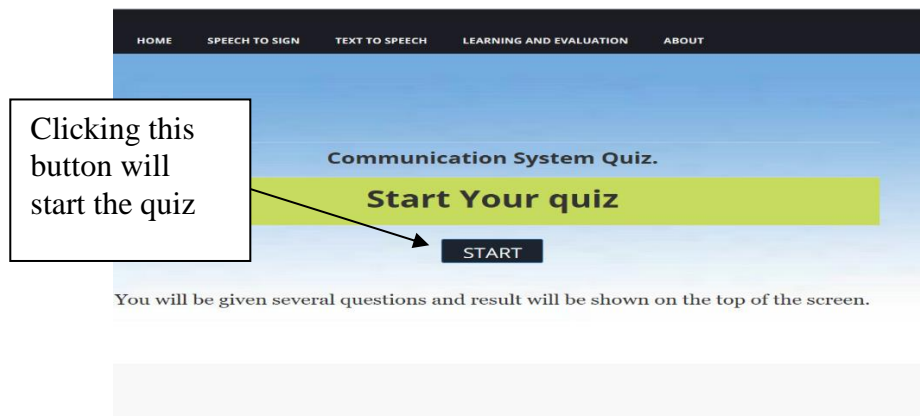 HOME SPEECH TO SIGN TEXT TO SPEECH LEARNING AND EVALUATION ABOUT
Clicking this
button will
start the quiz
Communication System Quiz.
Start Your quiz
START
You will be given several questions and result will be shown on the top of the screen.